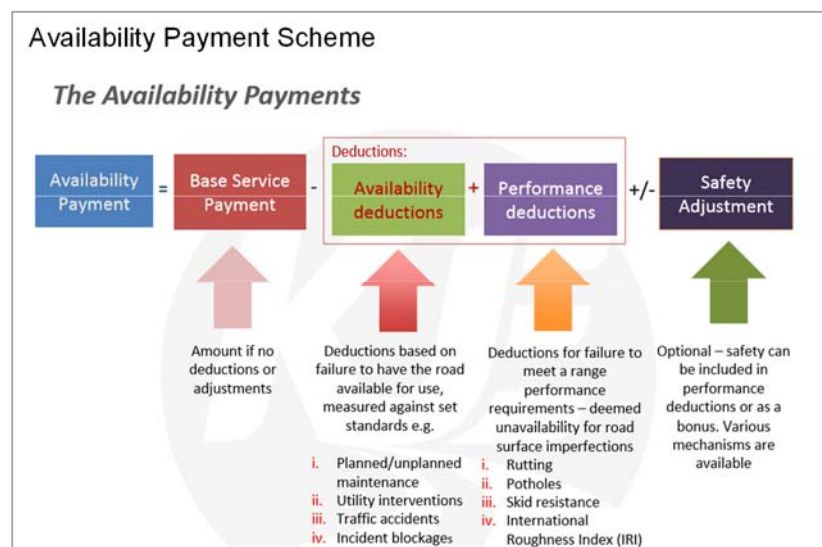 Availability Payment Scheme
The Availability Payments
Deductions:
Availability
Payment
=
Base Service
Payment
-
Availability
deductions
+
Performance
deductions
+/-
Safety
Adjustment
Amount if no
deductions or
adjustments
Deductions based on
failure to have the road
available for use,
measured against set
standards e.g.
i. Planned/unplanned
maintenance
ii. Utility interventions
iii. Traffic accidents
iv. Incident blockages
Deductions for failure to
meet a range
performance
requirements – deemed
unavailability for road
surface imperfections
i. Rutting
ii. Potholes
iii. Skid resistance
iv. International
Roughness Index (IRI)
Optional – safety can
be included in
performance
deductions or as a
bonus. Various
mechanisms are
available